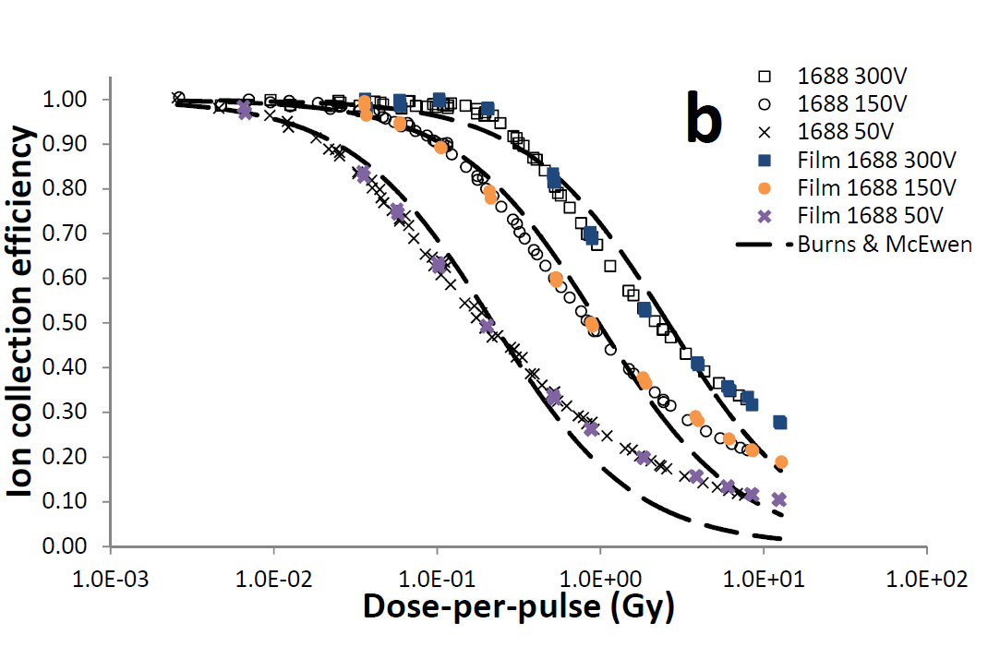 b
1688 300V
1688 150V
1688 50V
Film 1688 300V
Film 1688 150V
Film 1688 50V
Burns & McEwen
Ion collection efficiency
1.00
0.90
0.80
0.70
0.60
0.50
0.40
0.30
0.20
0.10
0.00
1.0E-03 1.0E-02 1.0E-01 1.0E+00 1.0E+01 1.0E+02
Dose-per-pulse (Gy)